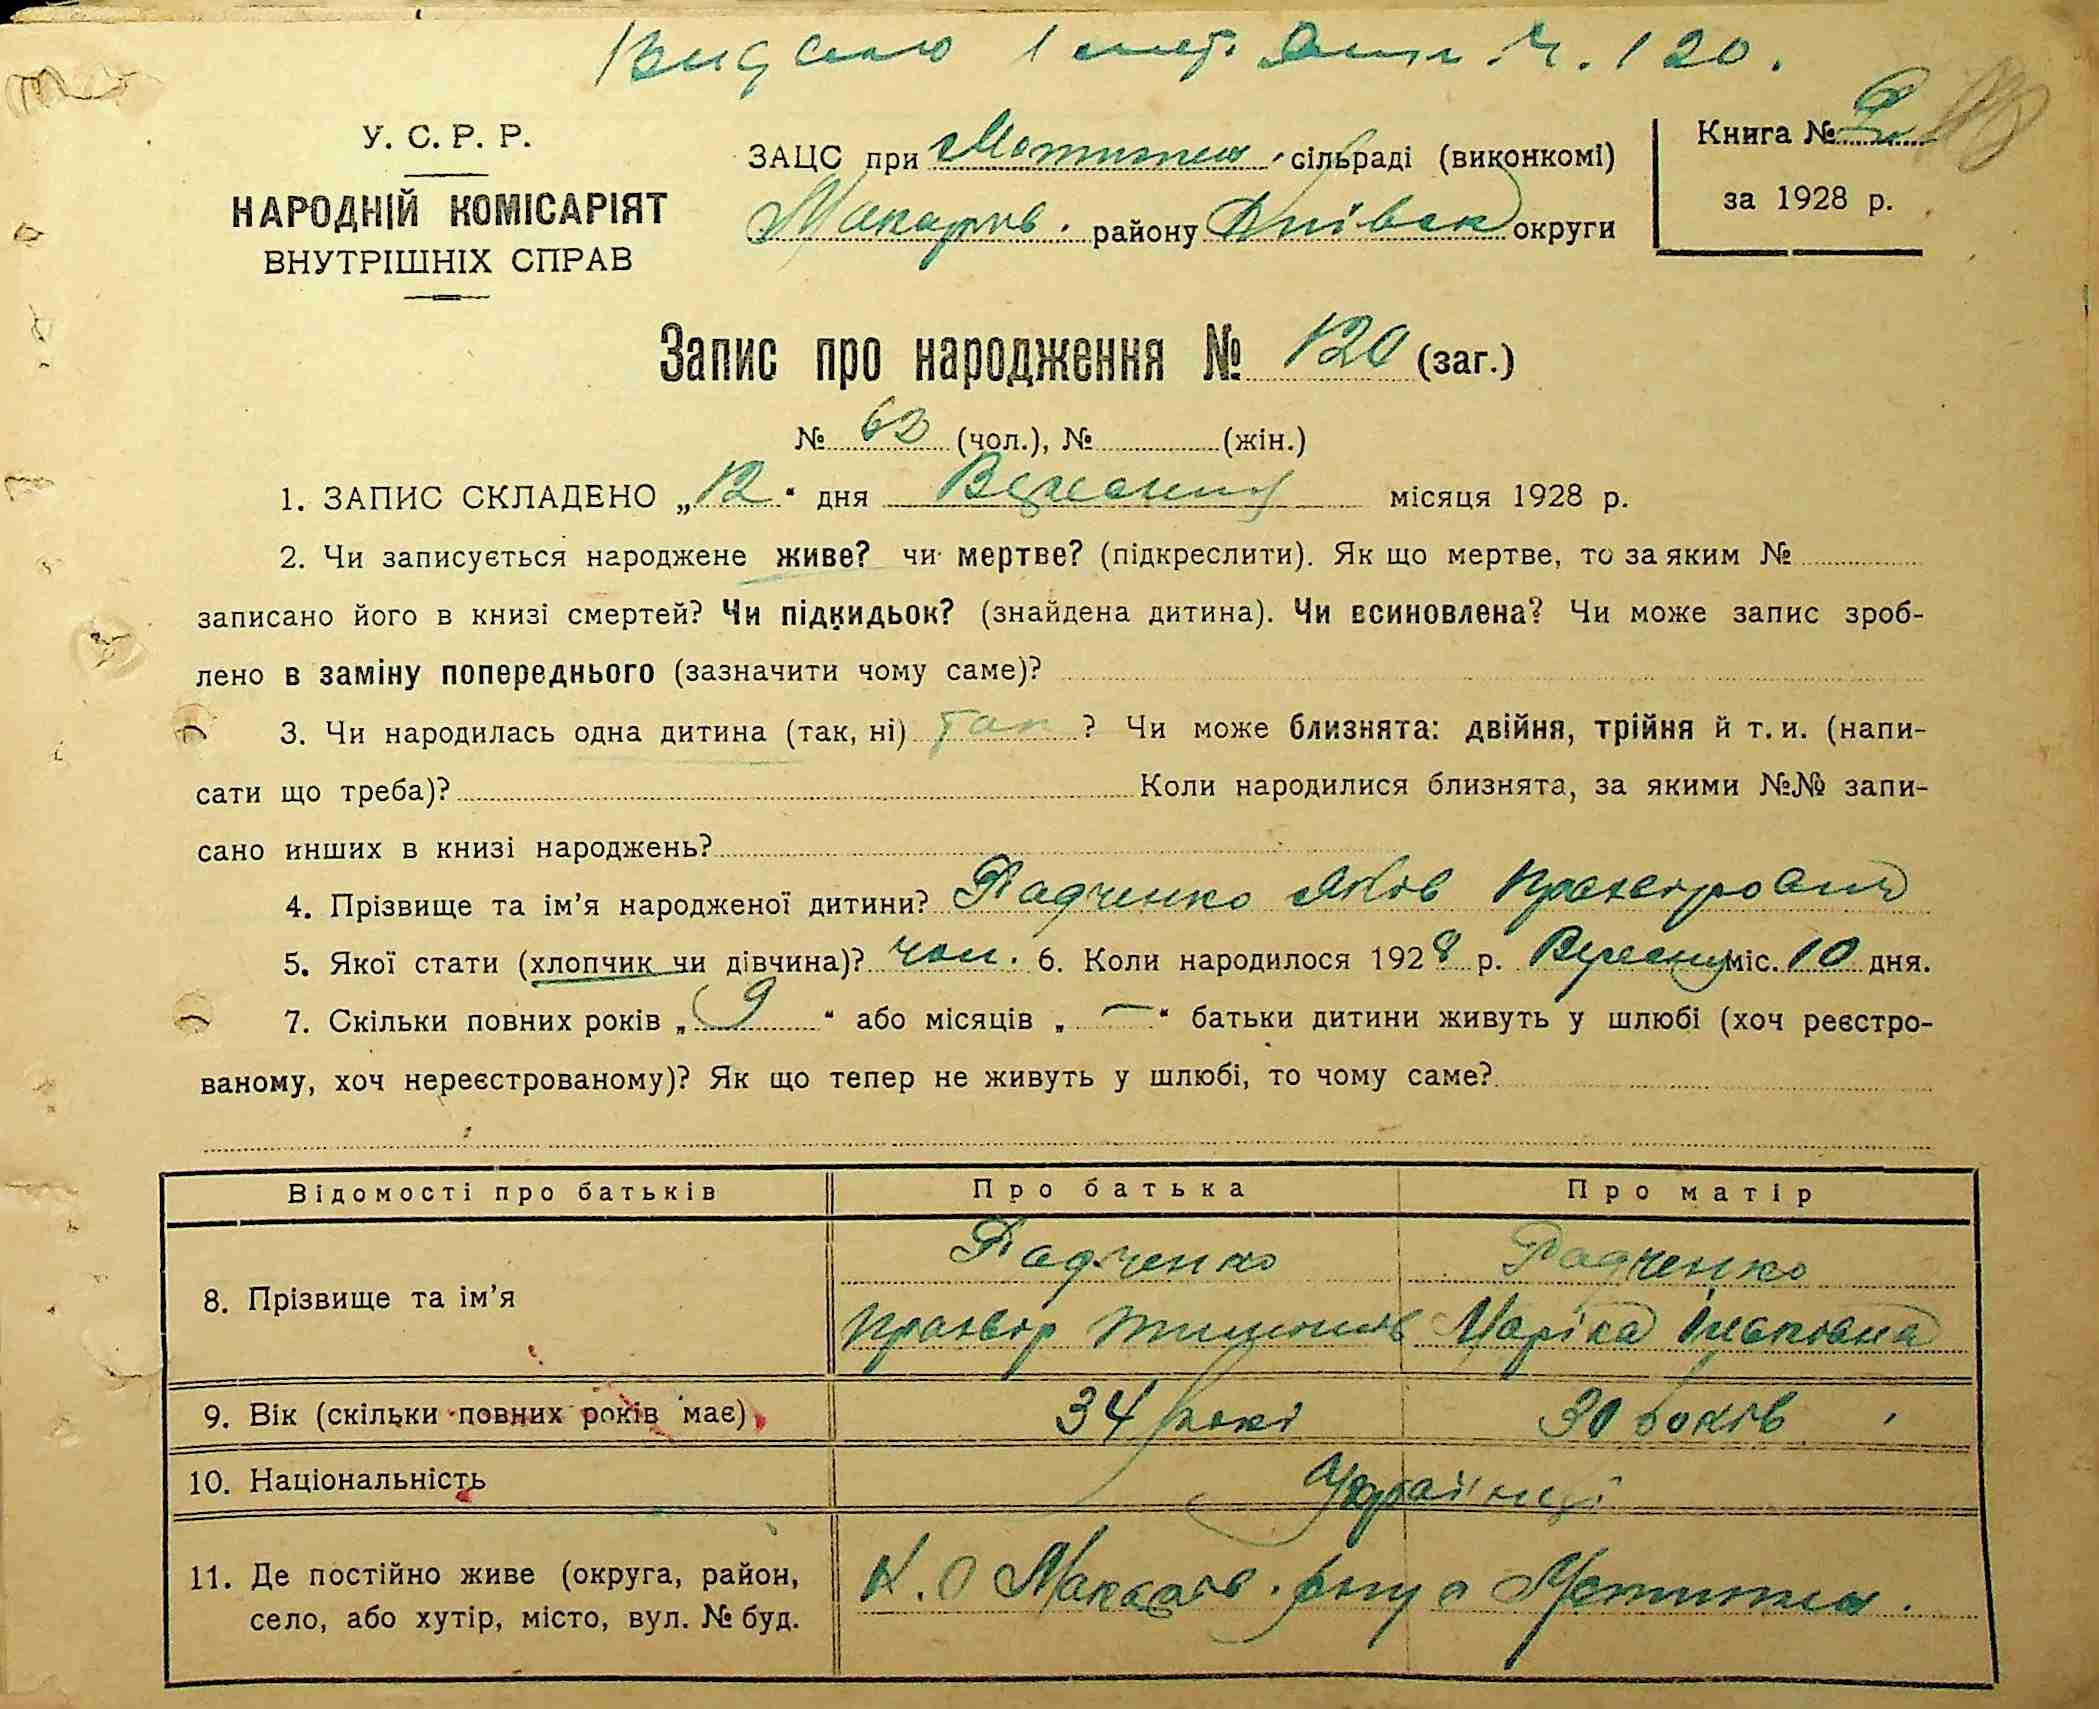 У. С. Р. Р.
НАРОДНІЙ КОМІСАРІЯТ
ВНУТРІШНІХ СПРАВ
ЗАЦС при Мотижин. сільраді (виконкомі)
Макарів. району Київськ округи
Книга №
за 1928 р.
Запис про народження № 120 (заг.)
№ 62 (чол.), № (жін.)
1. ЗАПИС СКЛАДЕНО „12" дня Вересня місяця 1928 р.
2. Чи записується народжене живе? чи мертве? (підкреслити). Як що мертве, то за яким №
записано його в книзі смертей? Чи підкидьок? (знайдена дитина). Чи всиновлена? Чи може запис зроб-
лено в заміну попереднього (зазначити чому саме)?
3. Чи народилась одна дитина (так, ні) так ? Чи може близнята: двійня, трійня й т. и. (напи-
сати що треба)? Коли народилися близнята, за якими №№ запи-
сано инших в книзі народжень?
4. Прізвище та ім'я народженої дитини? Радченко Яків
5. Якої стати (хлопчик чи дівчина)? чол. 6. Коли народилося 1928 р. Вересня міс. 10 дня.
7. Скільки повних років „ 9 " або місяців „ — " батьки дитини живуть у шлюбі (хоч реєстро-
ваному, хоч нереєстрованому)? Як що тепер не живуть у шлюбі, то чому саме?
Відомості про батьків
Про батька
Про матір
8. Прізвище та ім'я
Радченко
Радченко
9. Вік (скільки повних років має)
34 роки
30 років
10. Національність
Українці
11. Де постійно живе (округа, район,
село, або хутір, місто, вул. № буд.
К. О Макарів. р-ну с Мотижин.